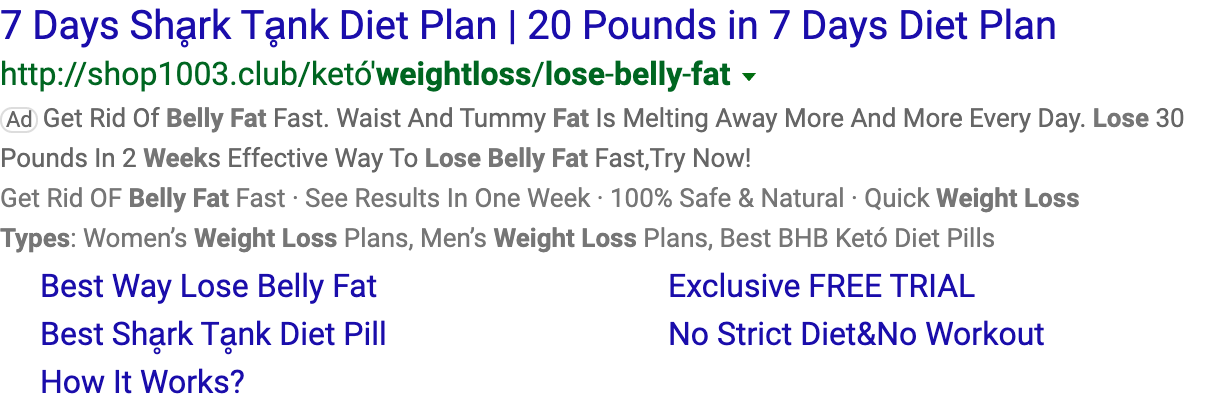 7 Days Shḁrk Tḁnk Diet Plan | 20 Pounds in 7 Days Diet Plan
http://shop1003.club/ketó'weightloss/lose-belly-fat
Ad Get Rid Of Belly Fat Fast. Waist And Tummy Fat Is Melting Away More And More Every Day. Lose 30
Pounds In 2 Weeks Effective Way To Lose Belly Fat Fast,Try Now!
Get Rid OF Belly Fat Fast · See Results In One Week · 100% Safe & Natural · Quick Weight Loss
Types: Women’s Weight Loss Plans, Men’s Weight Loss Plans, Best BHB Ketó Diet Pills
Best Way Lose Belly Fat
Exclusive FREE TRIAL
Best Shḁrk Tḁnk Diet Pill
No Strict Diet&No Workout
How It Works?